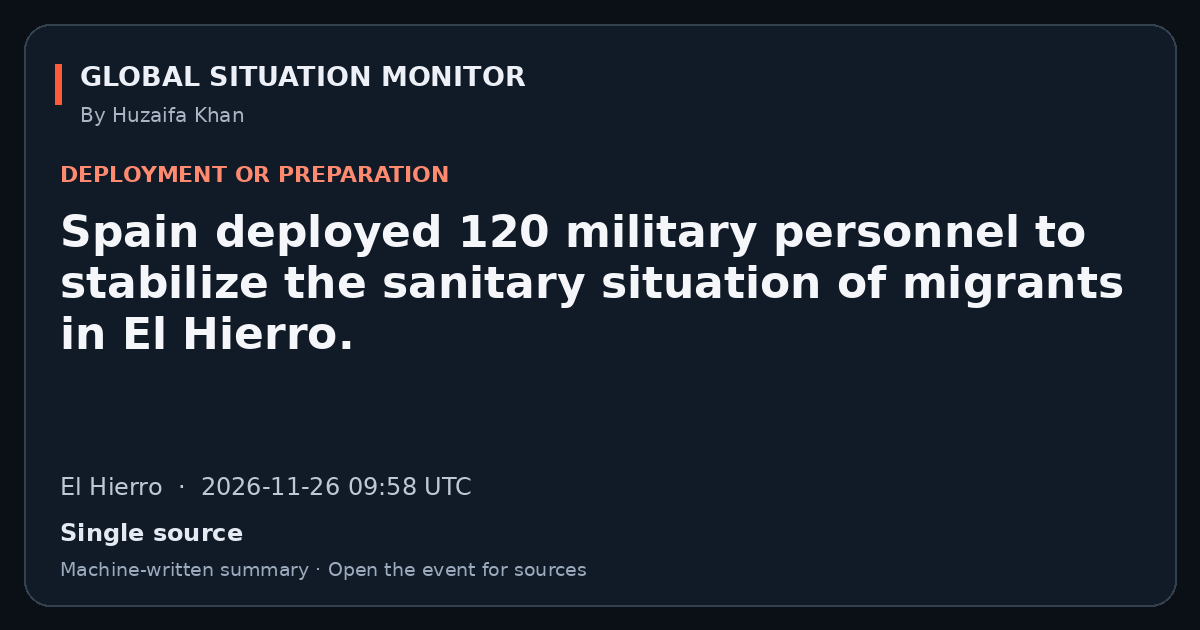 GLOBAL SITUATION MONITOR
By Huzaifa Khan
DEPLOYMENT OR PREPARATION
Spain deployed 120 military personnel to
stabilize the sanitary situation of migrants
in El Hierro.
El Hierro · 2026-11-26 09:58 UTC
Single source
Machine-written summary · Open the event for sources